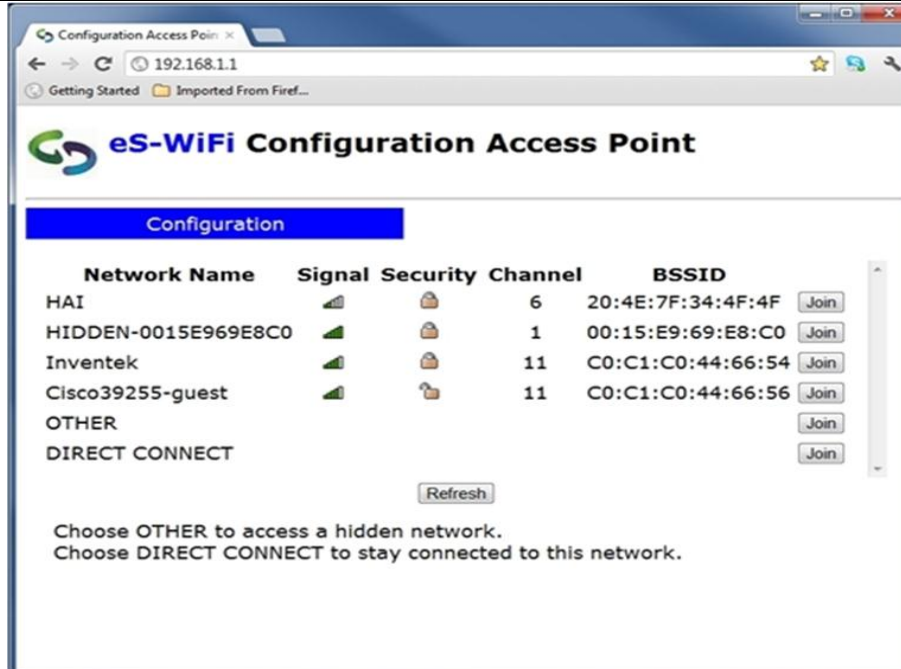 Configuration Access Poin
192.168.1.1
Getting Started Imported From Firef...
eS-WiFi Configuration Access Point
Configuration
Network Name Signal Security Channel BSSID
HAI 6 20:4E:7F:34:4F:4F Join
HIDDEN-0015E969E8C0 1 00:15:E9:69:E8:C0 Join
Inventek 11 C0:C1:C0:44:66:54 Join
Cisco39255-guest 11 C0:C1:C0:44:66:56 Join
OTHER Join
DIRECT CONNECT Join
Refresh
Choose OTHER to access a hidden network.
Choose DIRECT CONNECT to stay connected to this network.